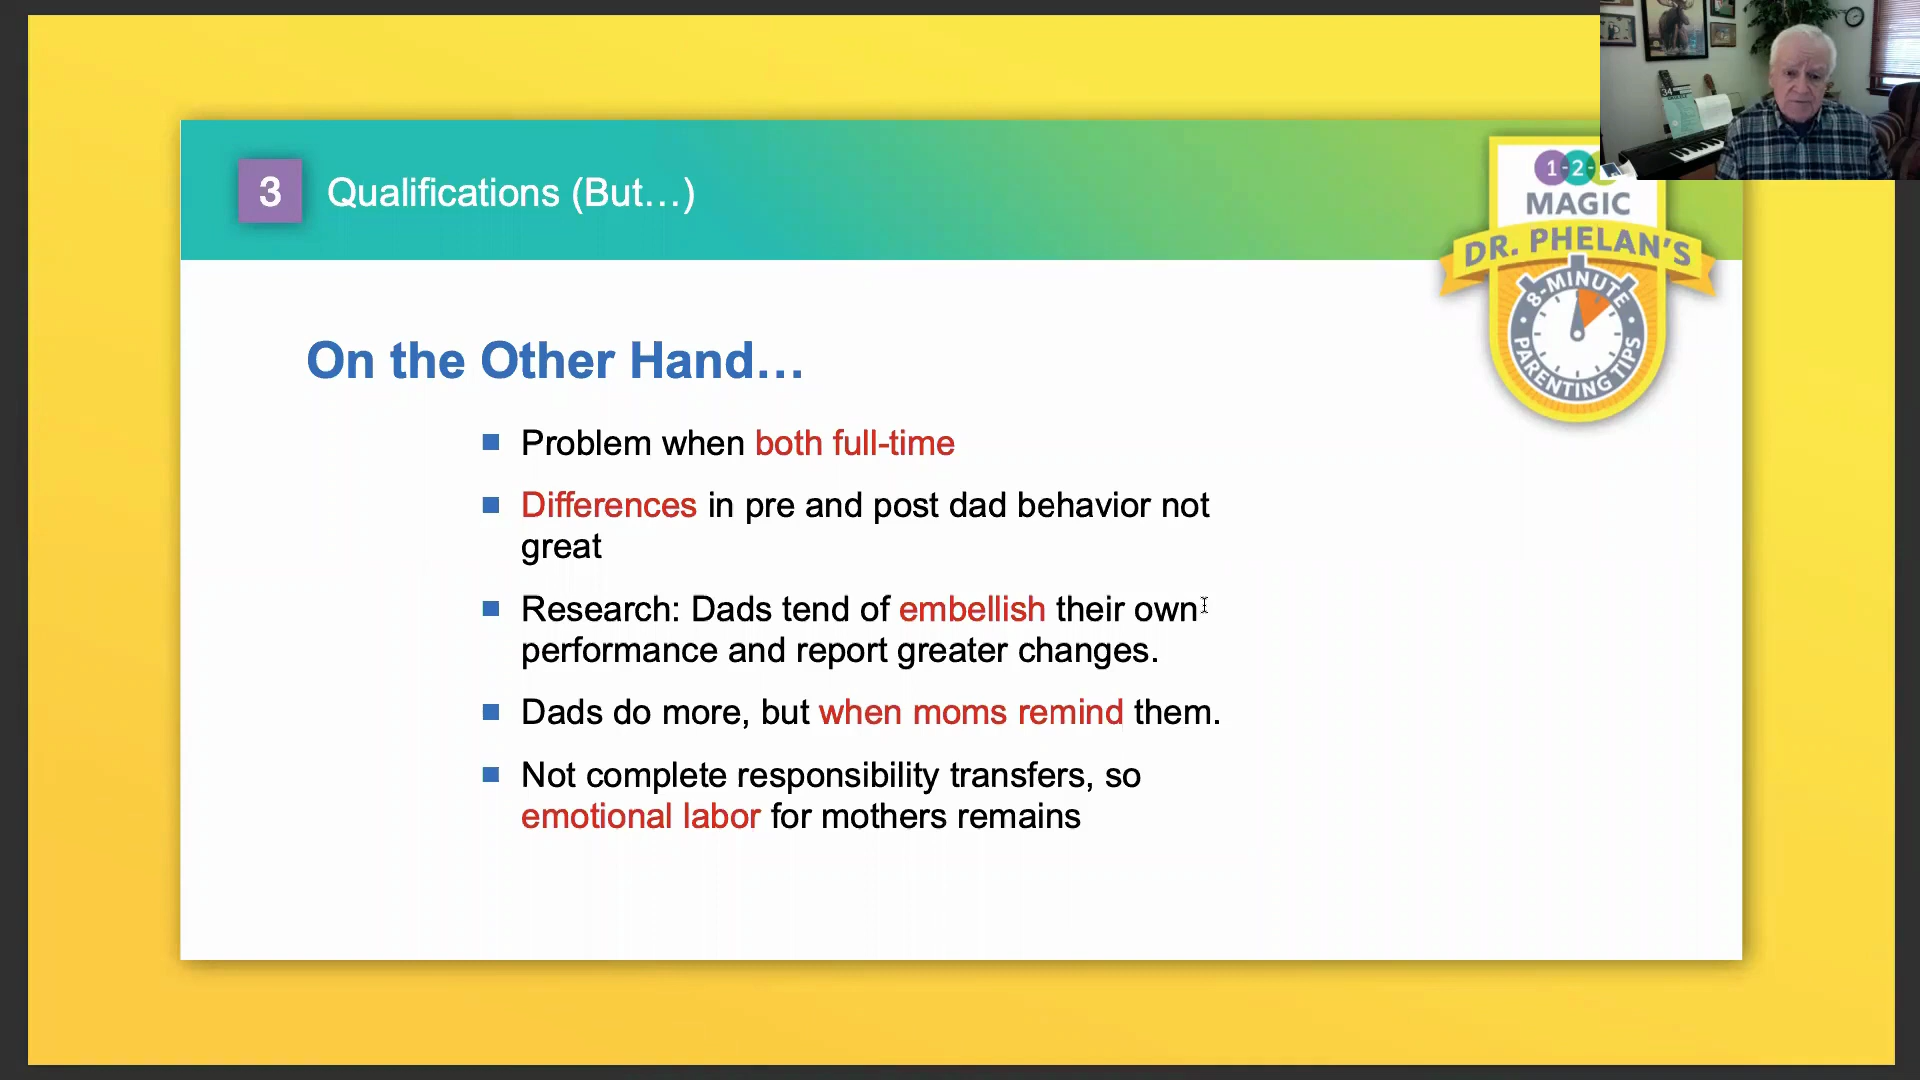 3
Qualifications (But…)
1-2-
MAGIC
DR. PHELAN'S
8-MINUTE
PARENTING TIPS
On the Other Hand…
Problem when both full-time
Differences in pre and post dad behavior not
great
Research: Dads tend of embellish their own
performance and report greater changes.
Dads do more, but when moms remind them.
Not complete responsibility transfers, so
emotional labor for mothers remains